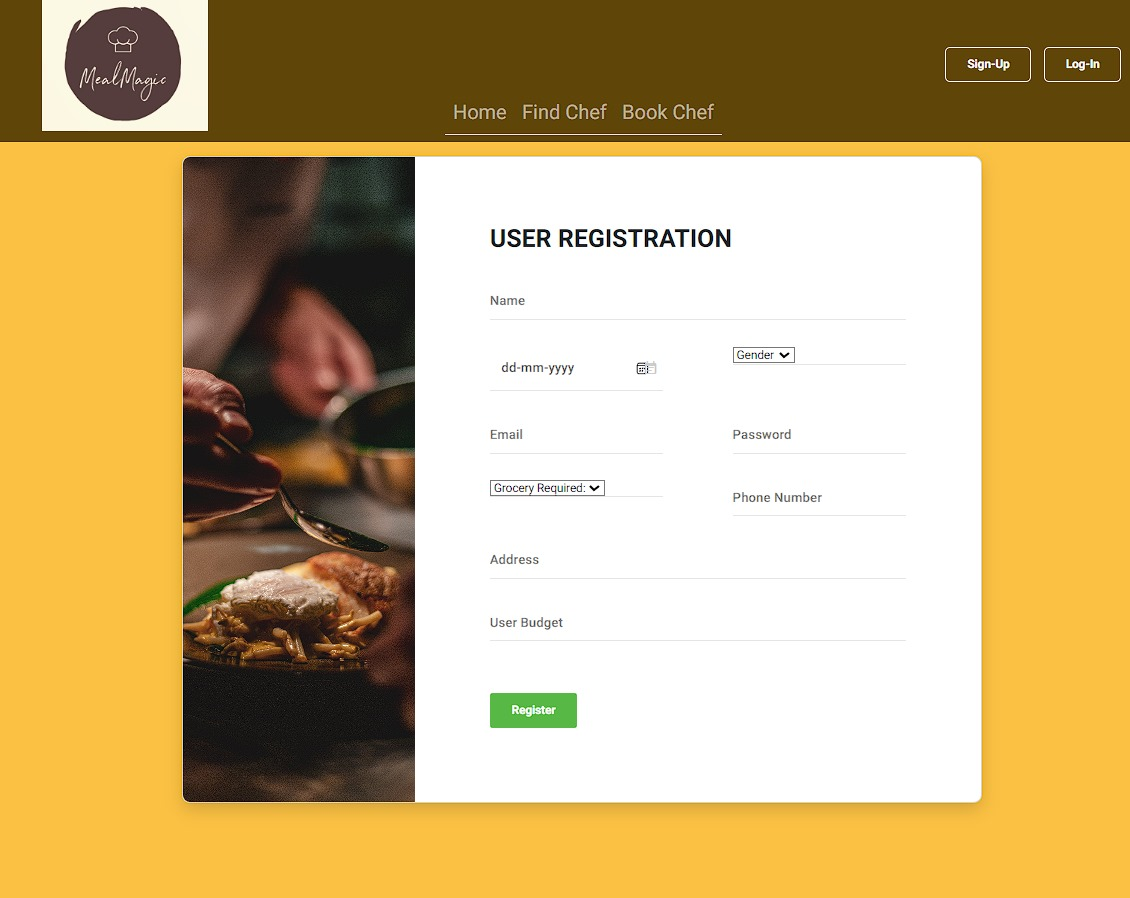 MealMagic
Sign-Up Log-In
Home Find Chef Book Chef
USER REGISTRATION
Name
dd-mm-yyyy Gender
Email Password
Grocery Required: Phone Number
Address
User Budget
Register